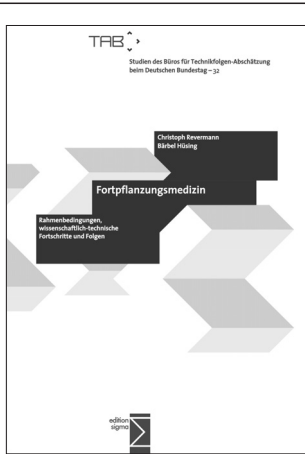 TAB
Studien des Büros für Technikfolgen-Abschätzung
beim Deutschen Bundestag – 32
Christoph Revermann
Bärbel Hüsing
Fortpflanzungsmedizin
Rahmenbedingungen,
wissenschaftlich-technische
Fortschritte und Folgen
edition
sigma